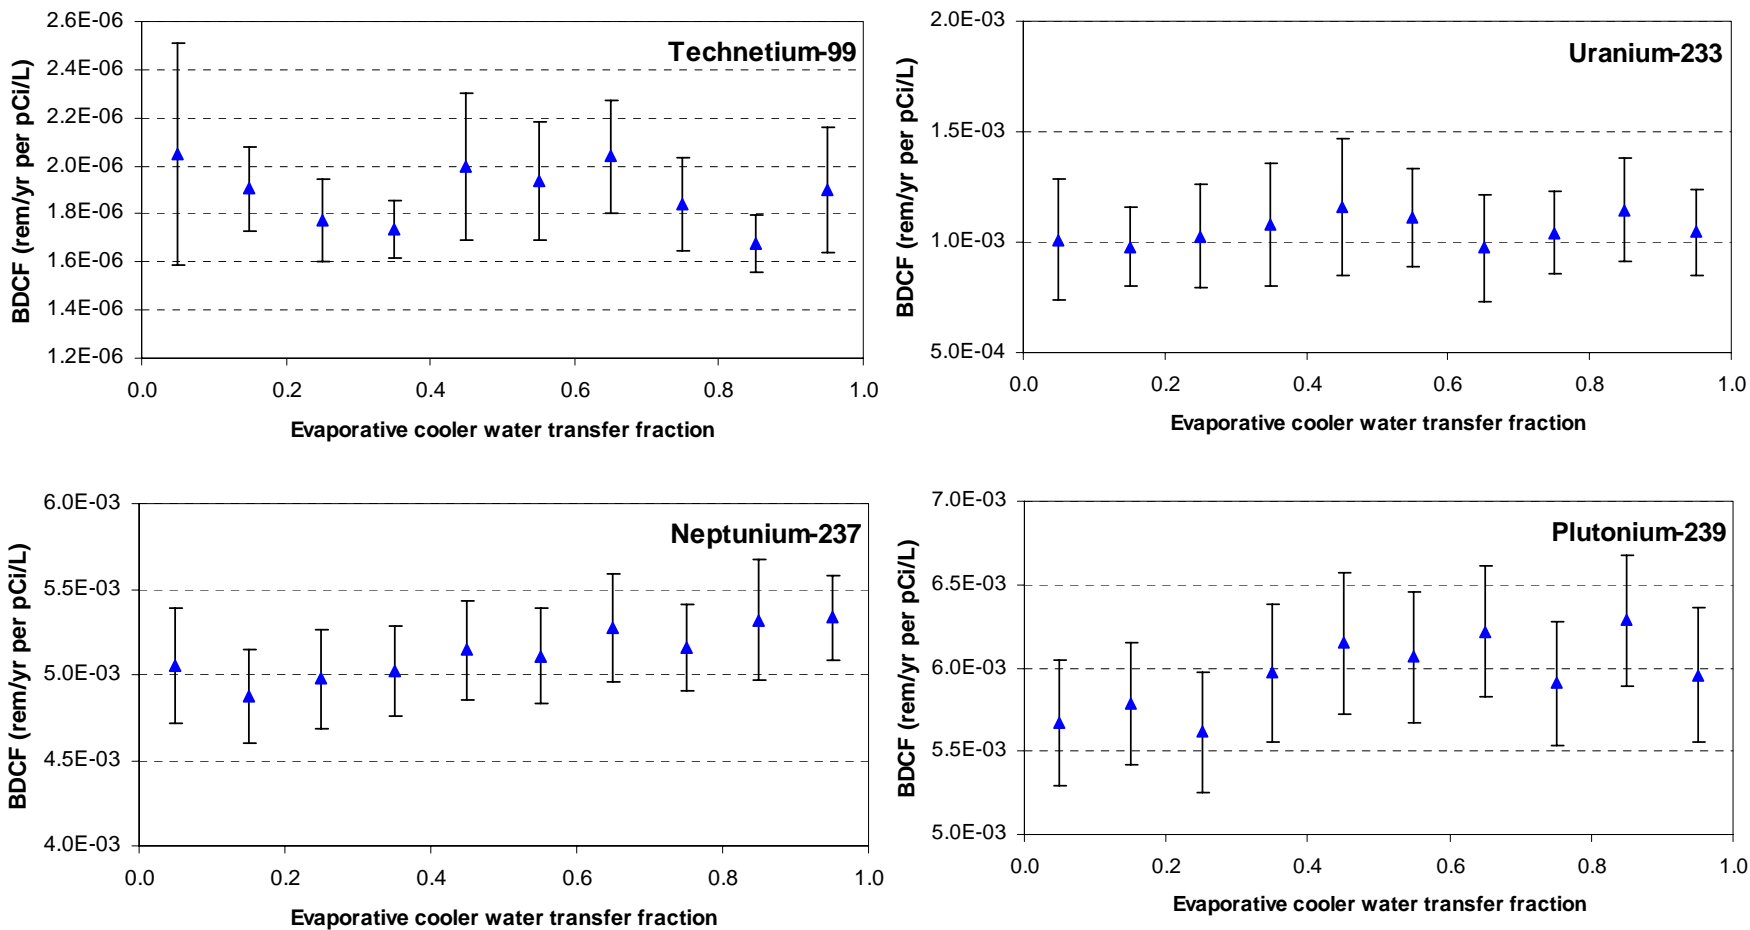 Technetium-99
BDCF (rem/yr per pCi/L)
2.6E-06
2.4E-06
2.2E-06
2.0E-06
1.8E-06
1.6E-06
1.4E-06
1.2E-06
0.0 0.2 0.4 0.6 0.8 1.0
Evaporative cooler water transfer fraction
Uranium-233
BDCF (rem/yr per pCi/L)
2.0E-03
1.5E-03
1.0E-03
5.0E-04
0.0 0.2 0.4 0.6 0.8 1.0
Evaporative cooler water transfer fraction
Neptunium-237
BDCF (rem/yr per pCi/L)
6.0E-03
5.5E-03
5.0E-03
4.5E-03
4.0E-03
0.0 0.2 0.4 0.6 0.8 1.0
Evaporative cooler water transfer fraction
Plutonium-239
BDCF (rem/yr per pCi/L)
7.0E-03
6.5E-03
6.0E-03
5.5E-03
5.0E-03
0.0 0.2 0.4 0.6 0.8 1.0
Evaporative cooler water transfer fraction